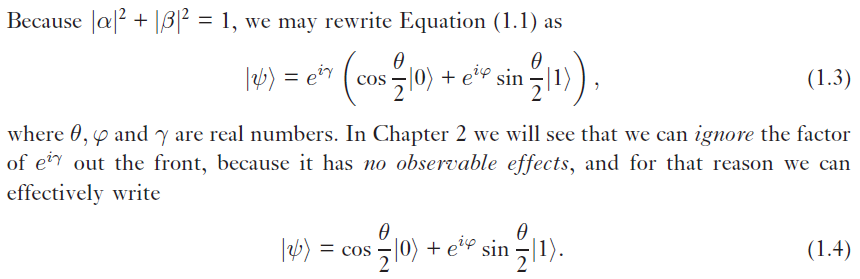 Because |α|² + |β|² = 1, we may rewrite Equation (1.1) as
|ψ⟩ = e^{iγ} ( cos θ/2 |0⟩ + e^{iφ} sin θ/2 |1⟩ ) , (1.3)
where θ, φ and γ are real numbers. In Chapter 2 we will see that we can ignore the factor
of e^{iγ} out the front, because it has no observable effects, and for that reason we can
effectively write
|ψ⟩ = cos θ/2 |0⟩ + e^{iφ} sin θ/2 |1⟩. (1.4)